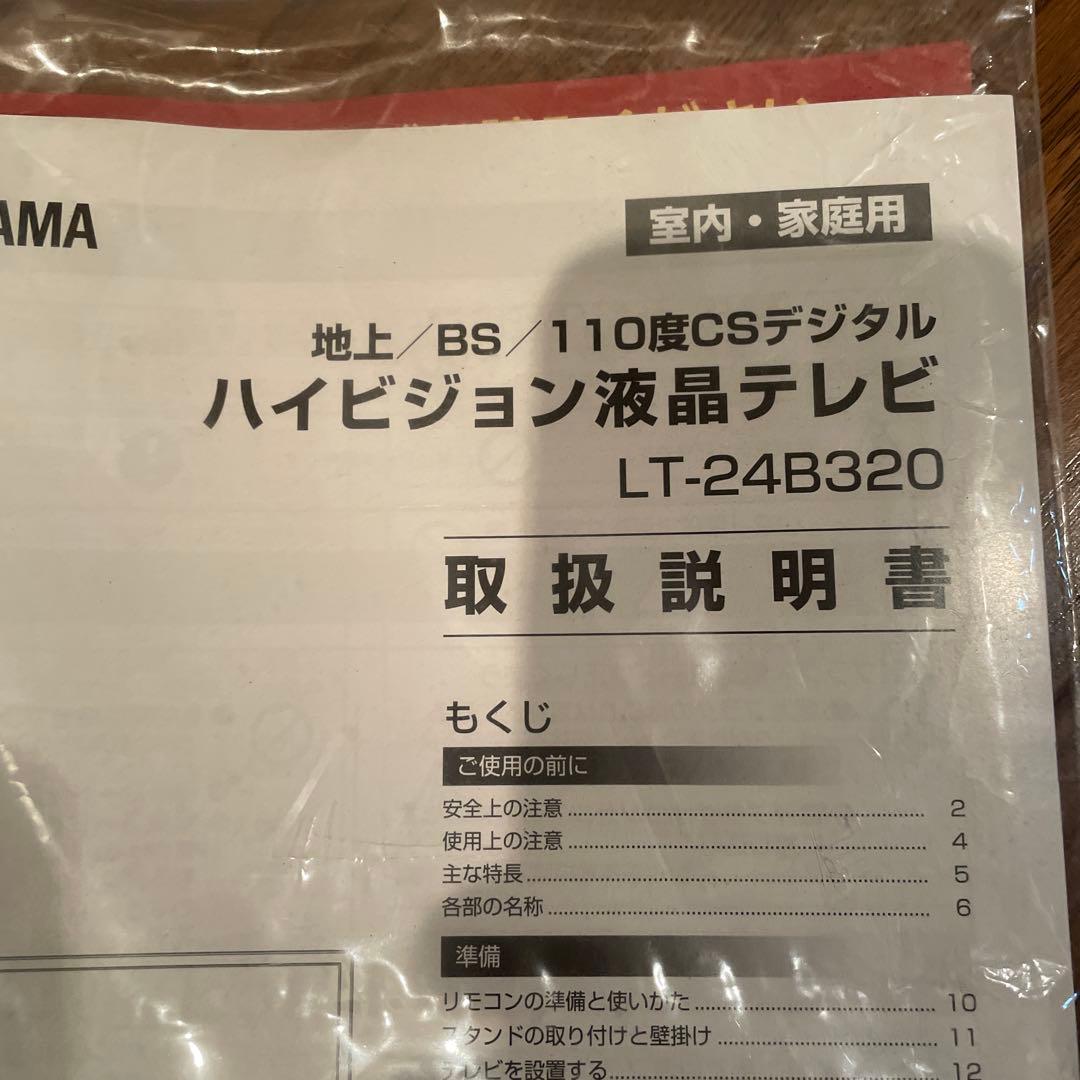 AMA
室内・家庭用
地上／BS／110度CSデジタル
ハイビジョン液晶テレビ
LT-24B320
取扱説明書
もくじ
ご使用の前に
安全上の注意 2
使用上の注意 4
主な特長 5
各部の名称 6
準備
リモコンの準備と使いかた 10
スタンドの取り付けと壁掛け 11
テレビを設置する 12